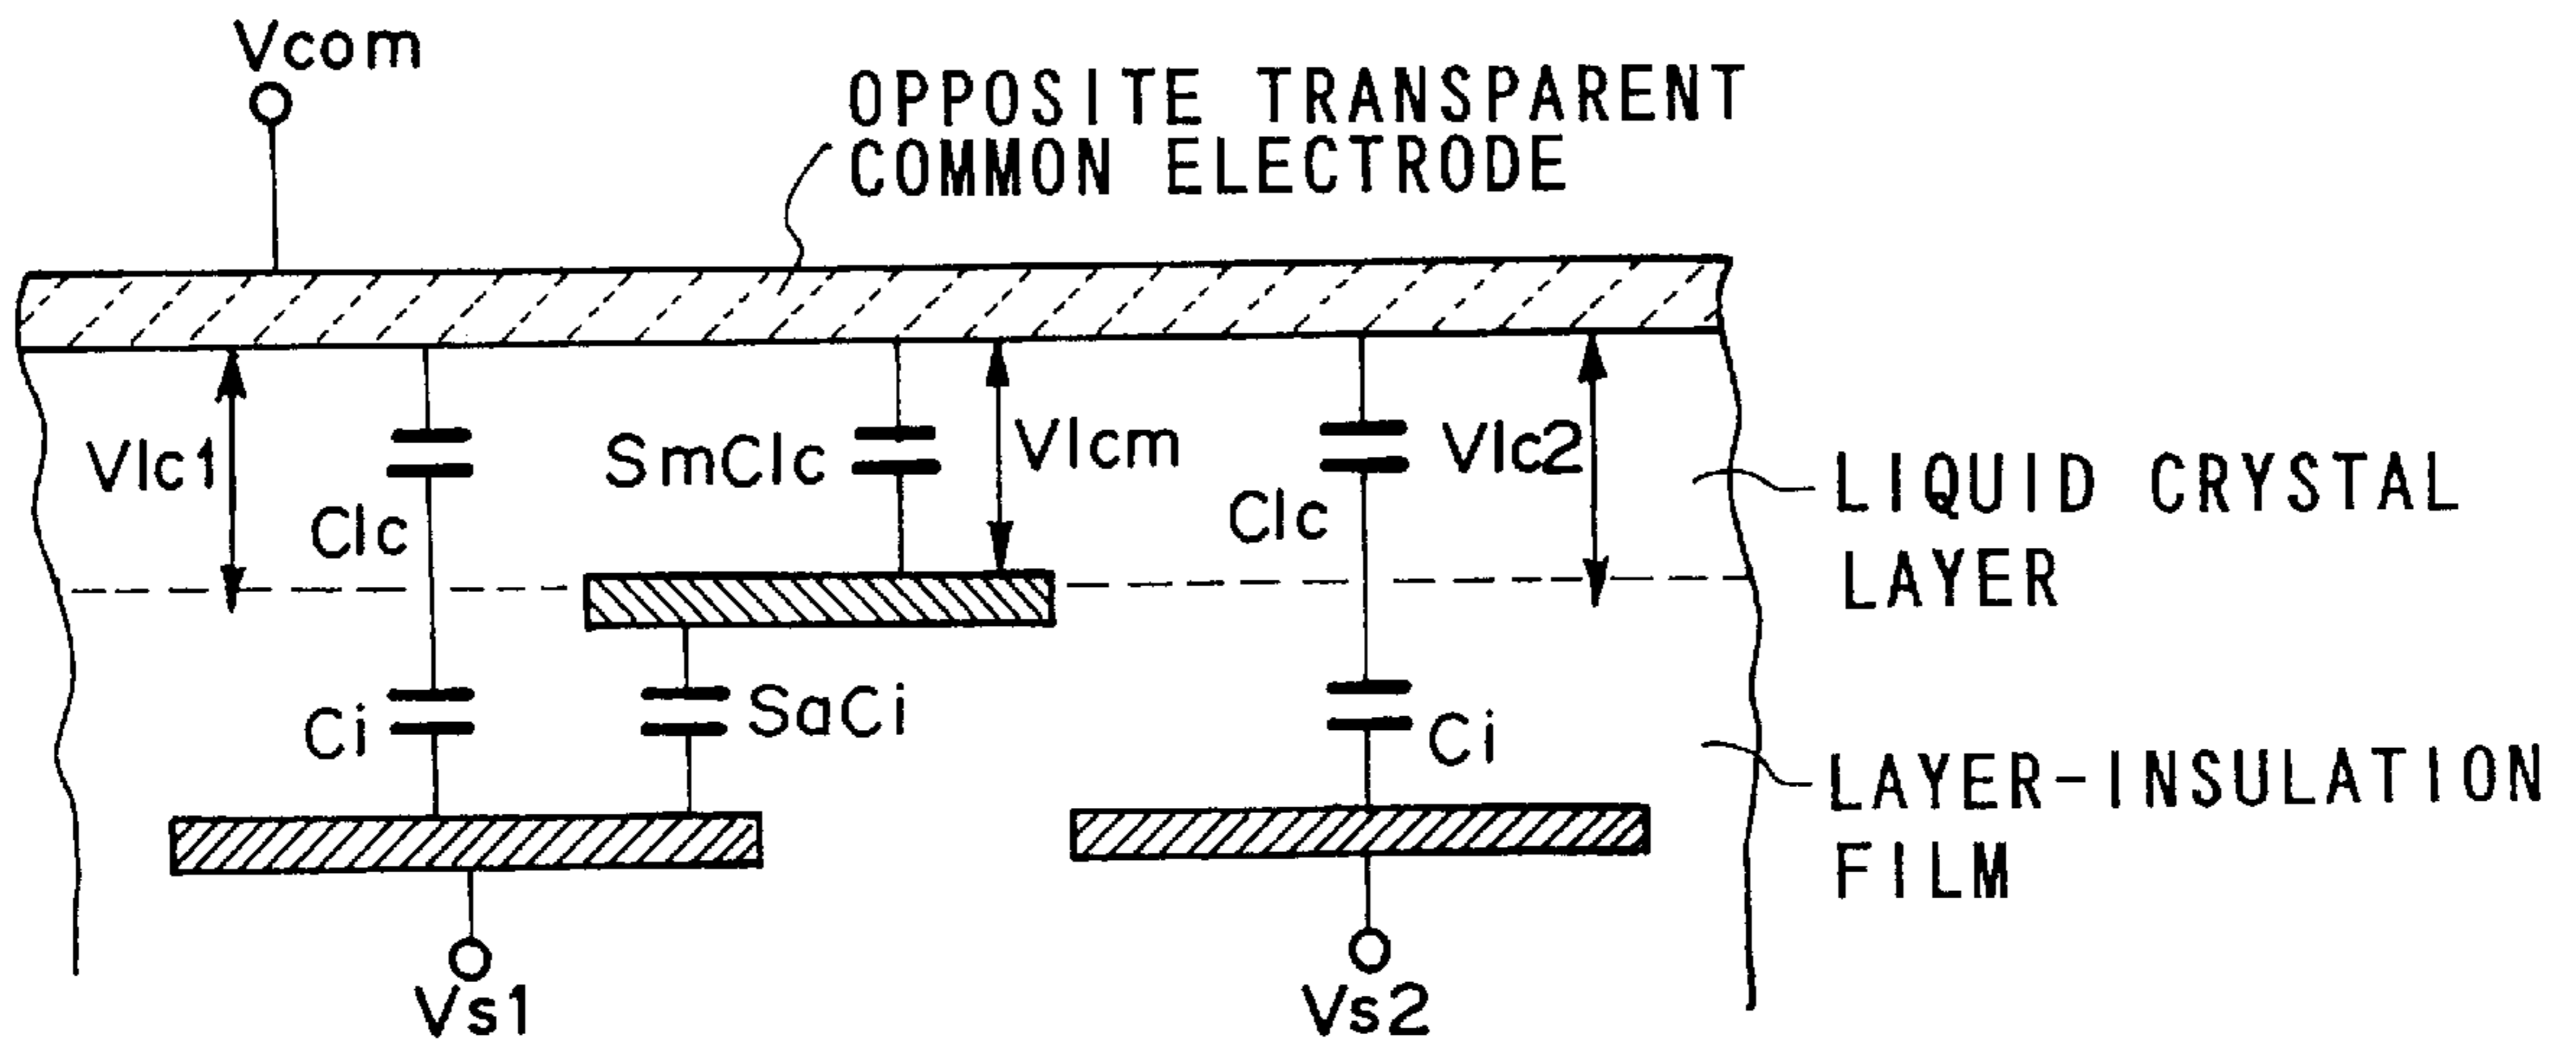 Vcom
OPPOSITE TRANSPARENT
COMMON ELECTRODE
Vlc1
Clc
SmClc
Vlcm
Clc
Vlc2
LIQUID CRYSTAL
LAYER
Ci
SaCi
Ci
LAYER-INSULATION
FILM
Vs1
Vs2